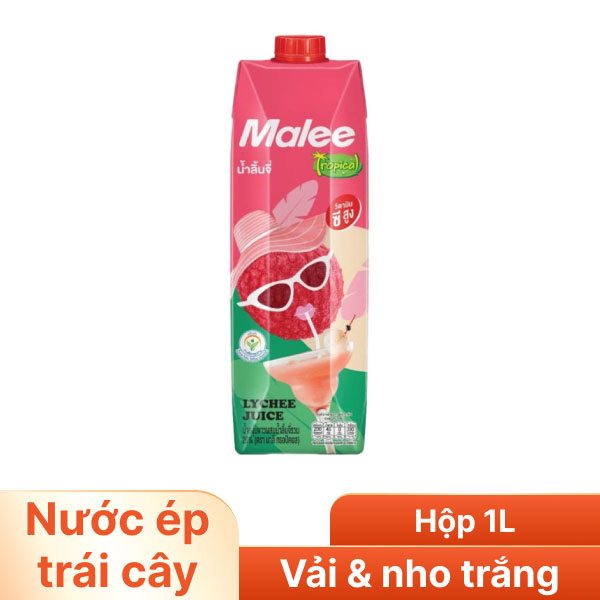 Malee
Tropical
น้ำลิ้นจี่
วิตามิน
ซี สูง
LYCHEE
JUICE
Nước ép
trái cây
Hộp 1L
Vải & nho trắng